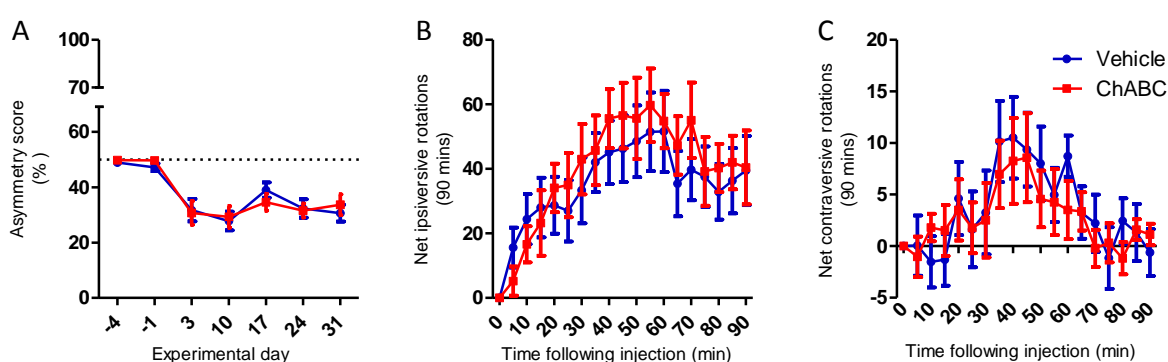 A
Asymmetry score
(%)
100
70
60
40
20
0
-4 -1 3 10 17 24 31
Experimental day
B
Net ipsiversive rotations
(90 mins)
80
60
40
20
0
0 10 20 30 40 50 60 70 80 90
Time following injection (min)
C
Net contraversive rotations
(90 mins)
20
15
10
5
0
-5
0 10 20 30 40 50 60 70 80 90
Time following injection (min)
Vehicle
ChABC